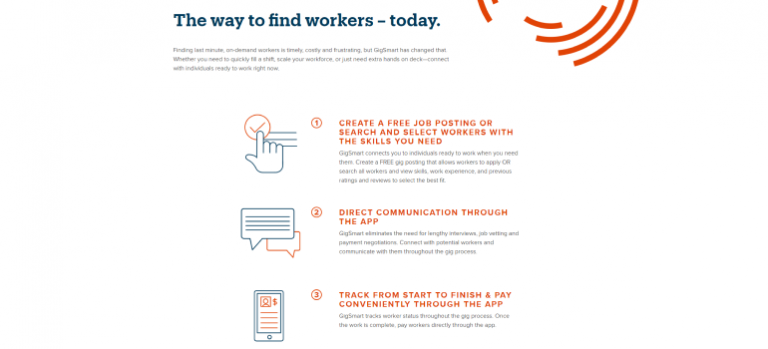 The way to find workers – today.
Finding last minute, on-demand workers is timely, costly and frustrating, but GigSmart has changed that.
Whether you need to quickly fill a shift, scale your workforce, or just need extra hands on deck—connect
with individuals ready to work right now.
1
CREATE A FREE JOB POSTING OR
SEARCH AND SELECT WORKERS WITH
THE SKILLS YOU NEED
GigSmart connects you to individuals ready to work when you need
them. Create a FREE gig posting that allows workers to apply OR
search all workers and view skills, work experience, and previous
ratings and reviews to select the best fit.
2
DIRECT COMMUNICATION THROUGH
THE APP
GigSmart eliminates the need for lengthy interviews, job vetting and
payment negotiations. Connect with potential workers and
communicate with them throughout the gig process.
3
TRACK FROM START TO FINISH & PAY
CONVENIENTLY THROUGH THE APP
$
GigSmart tracks worker status throughout the gig process. Once
the work is complete, pay workers directly through the app.